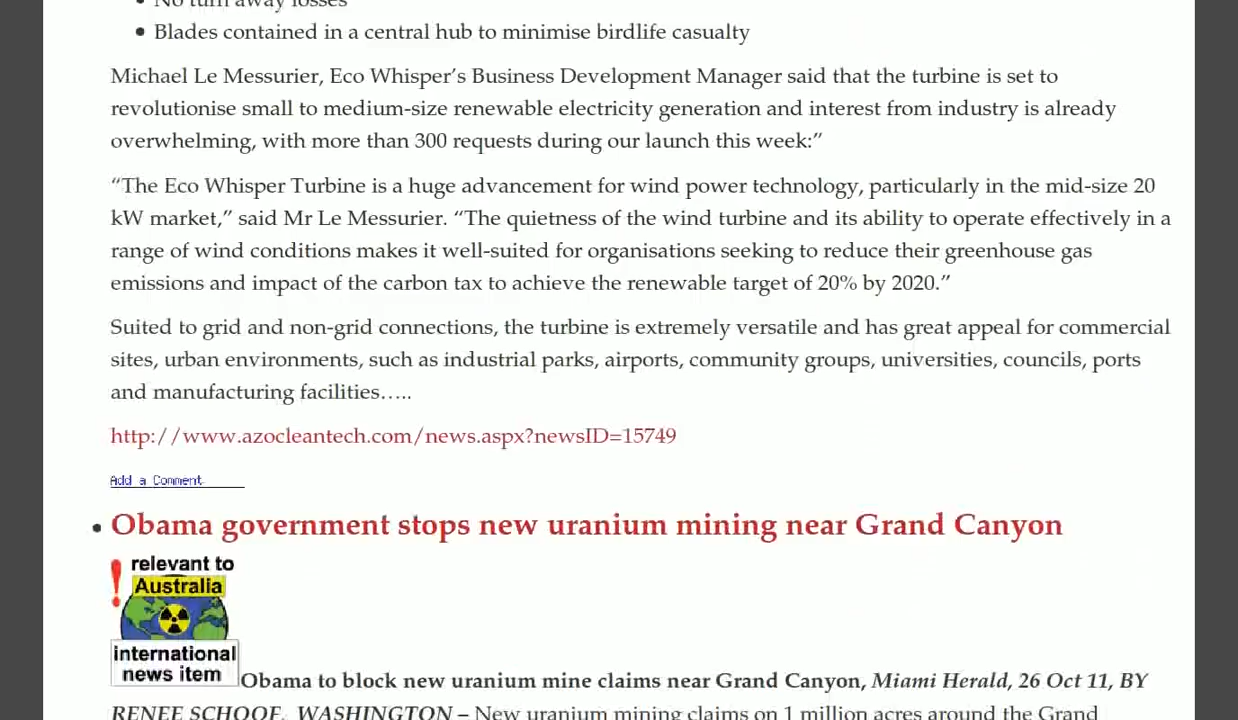 No turn away losses
Blades contained in a central hub to minimise birdlife casualty
Michael Le Messurier, Eco Whisper's Business Development Manager said that the turbine is set to
revolutionise small to medium-size renewable electricity generation and interest from industry is already
overwhelming, with more than 300 requests during our launch this week:”
“The Eco Whisper Turbine is a huge advancement for wind power technology, particularly in the mid-size 20
kW market,” said Mr Le Messurier. “The quietness of the wind turbine and its ability to operate effectively in a
range of wind conditions makes it well-suited for organisations seeking to reduce their greenhouse gas
emissions and impact of the carbon tax to achieve the renewable target of 20% by 2020.”
Suited to grid and non-grid connections, the turbine is extremely versatile and has great appeal for commercial
sites, urban environments, such as industrial parks, airports, community groups, universities, councils, ports
and manufacturing facilities…..
http://www.azocleantech.com/news.aspx?newsID=15749
Add a Comment
Obama government stops new uranium mining near Grand Canyon
! relevant to
Australia
international
news item
Obama to block new uranium mine claims near Grand Canyon, Miami Herald, 26 Oct 11, BY
RENEE SCHOOF, WASHINGTON – New uranium mining claims on 1 million acres around the Grand